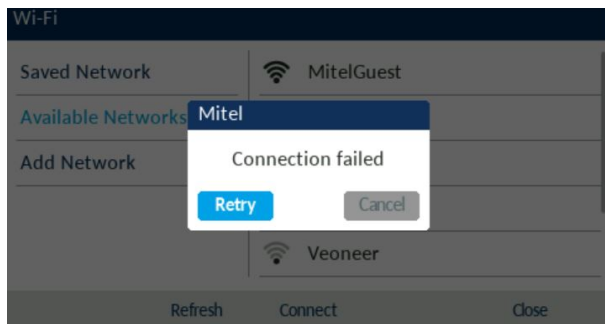 Wi-Fi
Saved Network
MitelGuest
Available Networks
Mitel
Connection failed
Add Network
Retry
Cancel
Veoneer
Refresh
Connect
Close